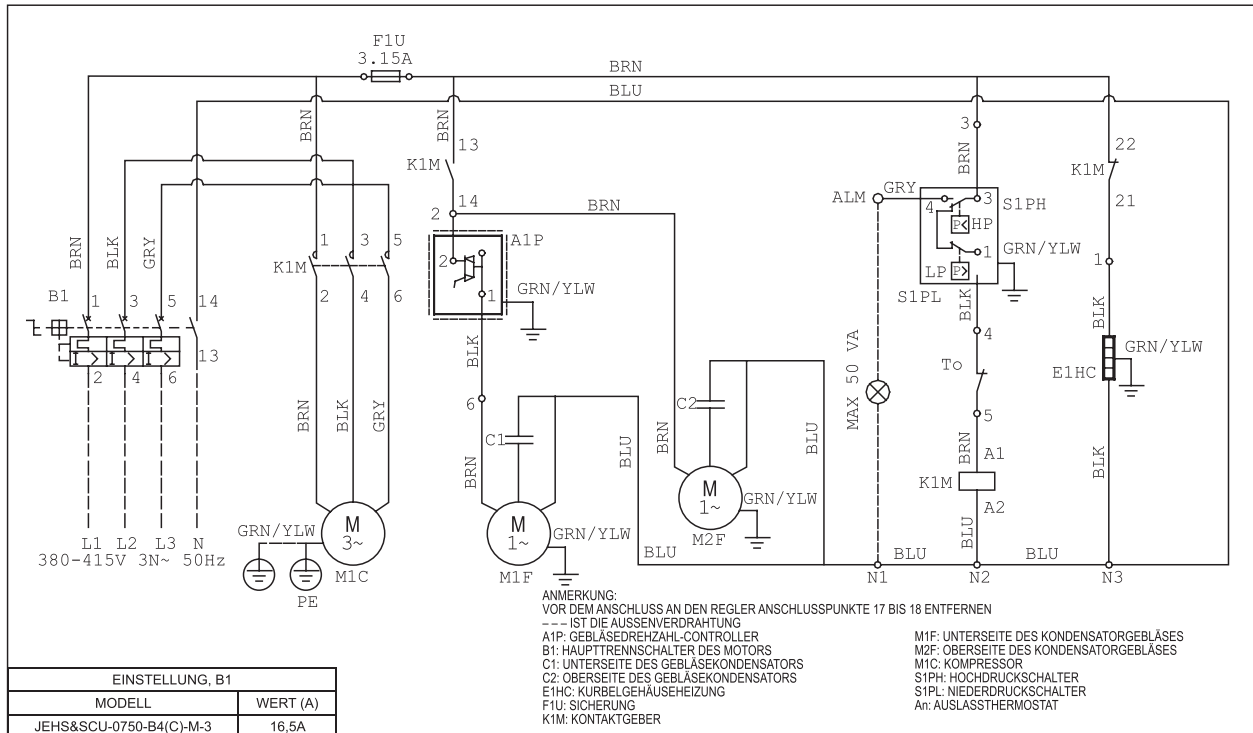 F1U
3.15A
BRN
BLU
BRN
BRN
13
K1M
14
2
BRN
A1P
2
1
GRN/YLW
BLK
6
BRN
3
BRN
ALM
GRY
4
3
S1PH
P<
HP
1
GRN/YLW
LP
P>
S1PL
BLK
4
To
5
BRN
A1
K1M
A2
BLU
22
K1M
21
1
BLK
GRN/YLW
E1HC
BLK
BRN
BLK
GRY
B1
1
3
5
14
I>
I>
I>
13
2
4
6
K1M
1
3
5
2
4
6
BRN
BLK
GRY
C1
BLU
C2
BRN
BLU
MAX 50 VA
M
1~
GRN/YLW
M2F
L1
L2
L3
N
380-415V 3N~ 50Hz
GRN/YLW
M
3~
M1C
PE
M
1~
GRN/YLW
M1F
BLU
BLU
BLU
N1
N2
N3
ANMERKUNG:
VOR DEM ANSCHLUSS AN DEN REGLER ANSCHLUSSPUNKTE 17 BIS 18 ENTFERNEN
--- IST DIE AUSSENVERDRAHTUNG
A1P: GEBLÄSEDREHZAHL-CONTROLLER
B1: HAUPTTRENNSCHALTER DES MOTORS
C1: UNTERSEITE DES GEBLÄSEKONDENSATORS
C2: OBERSEITE DES GEBLÄSEKONDENSATORS
E1HC: KURBELGEHÄUSEHEIZUNG
F1U: SICHERUNG
K1M: KONTAKTGEBER
M1F: UNTERSEITE DES KONDENSATORGEBLÄSES
M2F: OBERSEITE DES KONDENSATORGEBLÄSES
M1C: KOMPRESSOR
S1PH: HOCHDRUCKSCHALTER
S1PL: NIEDERDRUCKSCHALTER
An: AUSLASSTHERMOSTAT
EINSTELLUNG, B1
MODELL WERT (A)
JEHS&SCU-0750-B4(C)-M-3 16,5A